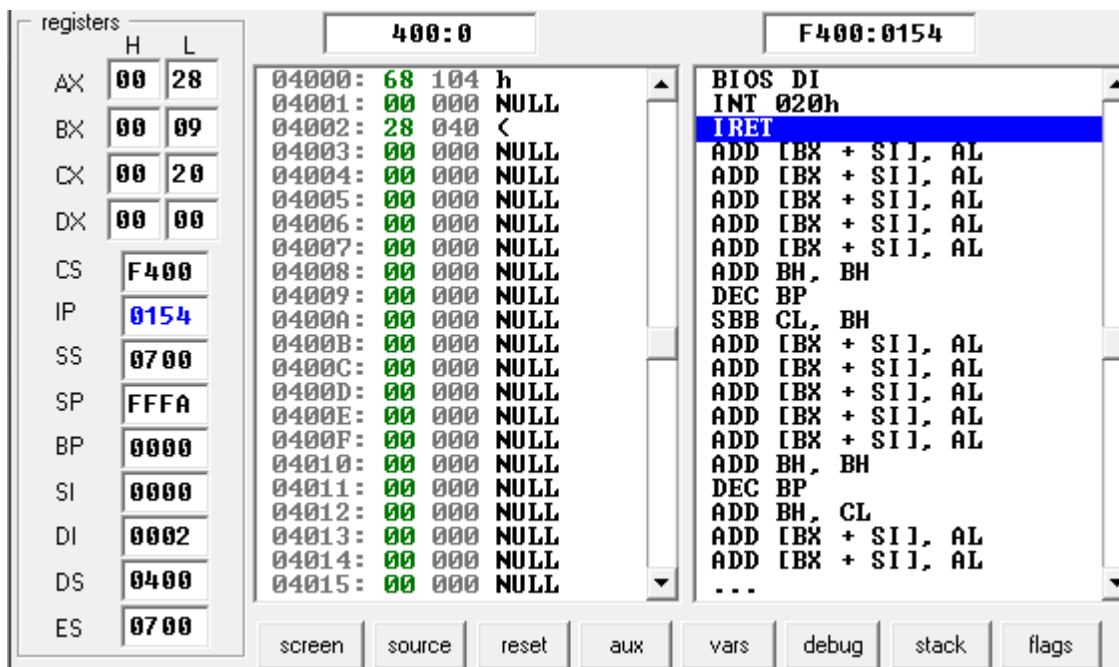 registers
H L
AX 00 28
BX 00 09
CX 00 20
DX 00 00
CS F400
IP 0154
SS 0700
SP FFFA
BP 0000
SI 0000
DI 0002
DS 0400
ES 0700
400:0
04000: 68 104 h
04001: 00 000 NULL
04002: 28 040 (
04003: 00 000 NULL
04004: 00 000 NULL
04005: 00 000 NULL
04006: 00 000 NULL
04007: 00 000 NULL
04008: 00 000 NULL
04009: 00 000 NULL
0400A: 00 000 NULL
0400B: 00 000 NULL
0400C: 00 000 NULL
0400D: 00 000 NULL
0400E: 00 000 NULL
0400F: 00 000 NULL
04010: 00 000 NULL
04011: 00 000 NULL
04012: 00 000 NULL
04013: 00 000 NULL
04014: 00 000 NULL
04015: 00 000 NULL
F400:0154
BIOS DI
INT 020h
IRET
ADD [BX + SI], AL
ADD [BX + SI], AL
ADD [BX + SI], AL
ADD [BX + SI], AL
ADD [BX + SI], AL
ADD BH, BH
DEC BP
SBB CL, BH
ADD [BX + SI], AL
ADD [BX + SI], AL
ADD [BX + SI], AL
ADD [BX + SI], AL
ADD [BX + SI], AL
ADD BH, BH
DEC BP
ADD BH, CL
ADD [BX + SI], AL
ADD [BX + SI], AL
...
screen source reset aux vars debug stack flags